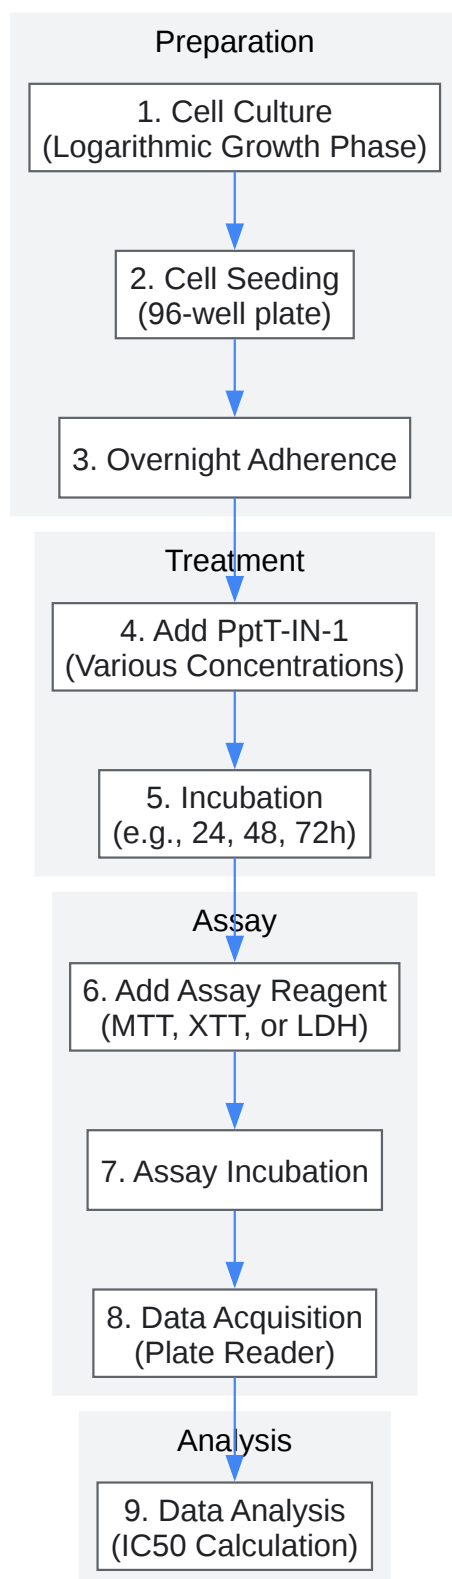 Preparation
1. Cell Culture
(Logarithmic Growth Phase)
2. Cell Seeding
(96-well plate)
3. Overnight Adherence
Treatment
4. Add PptT-IN-1
(Various Concentrations)
5. Incubation
(e.g., 24, 48, 72h)
Assay
6. Add Assay Reagent
(MTT, XTT, or LDH)
7. Assay Incubation
8. Data Acquisition
(Plate Reader)
Analysis
9. Data Analysis
(IC50 Calculation)